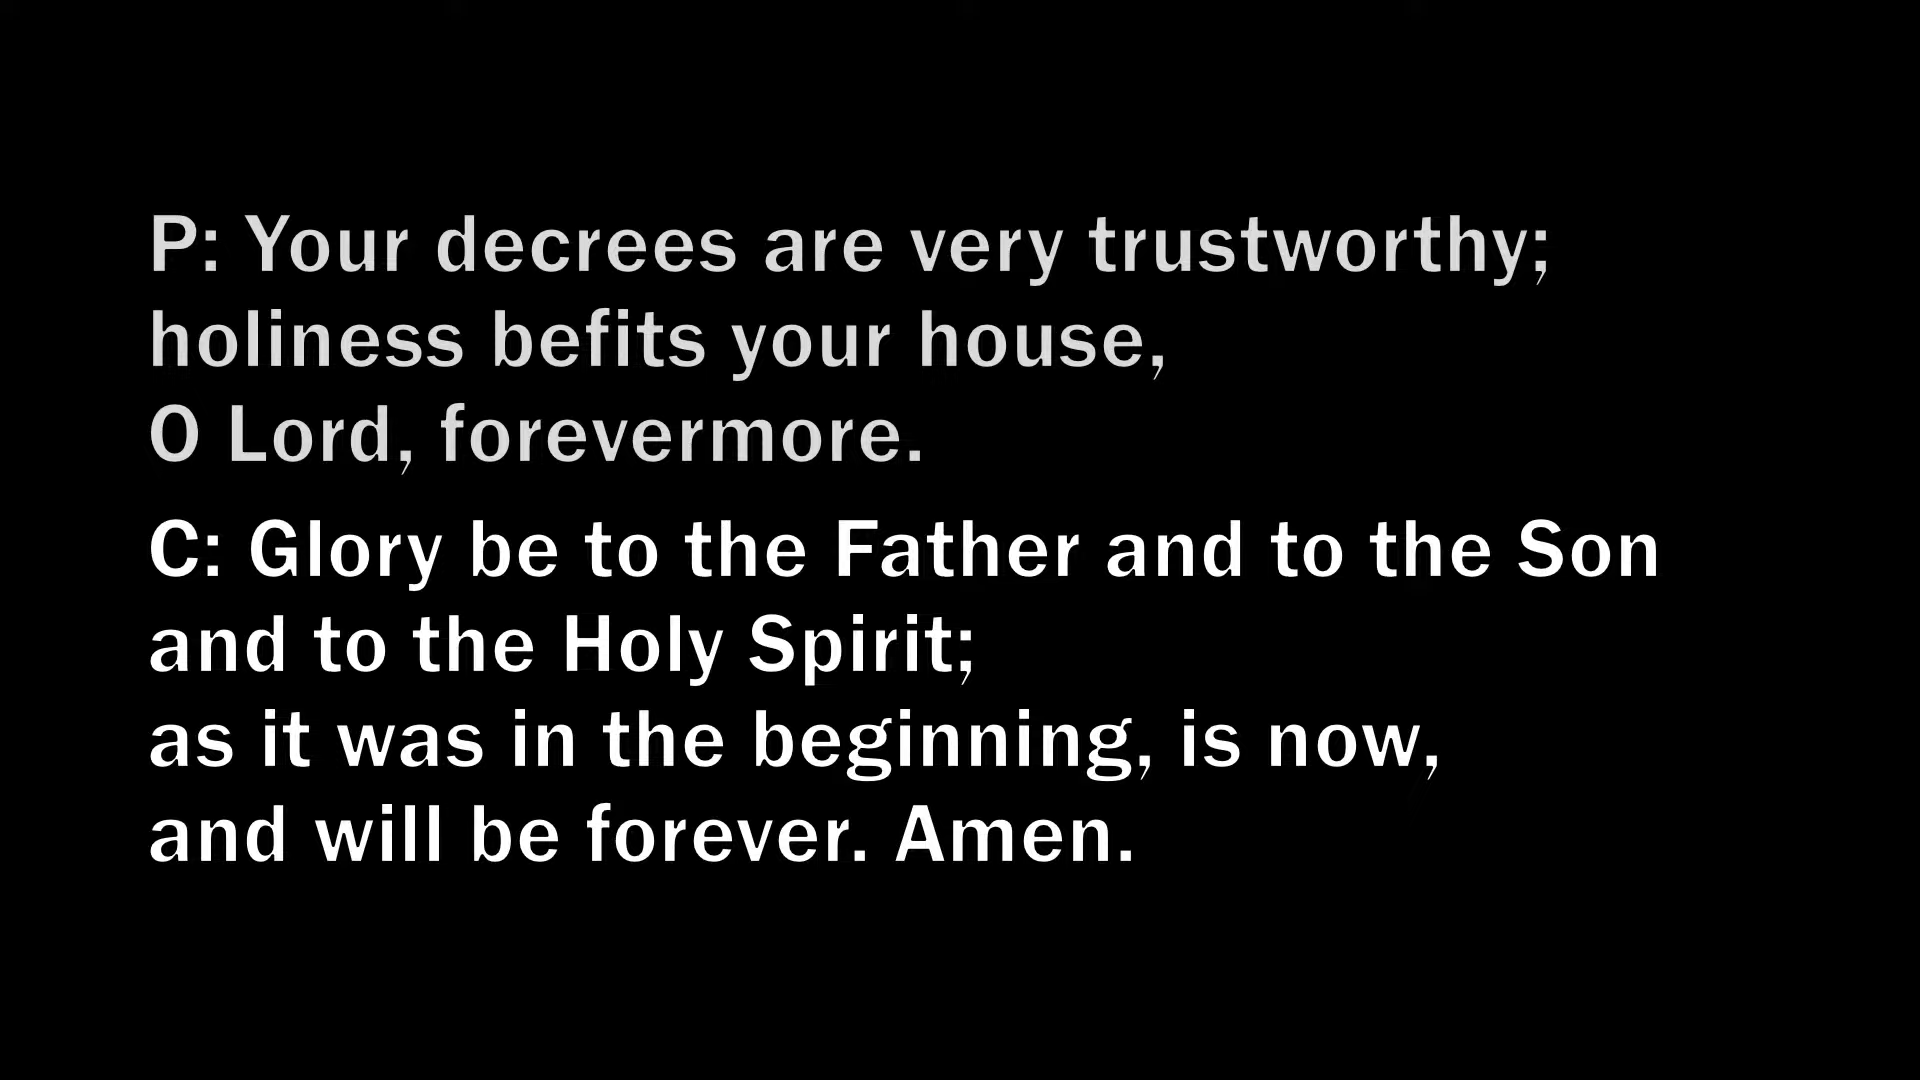 P: Your decrees are very trustworthy;
holiness befits your house,
O Lord, forevermore.
C: Glory be to the Father and to the Son
and to the Holy Spirit;
as it was in the beginning, is now,
and will be forever. Amen.